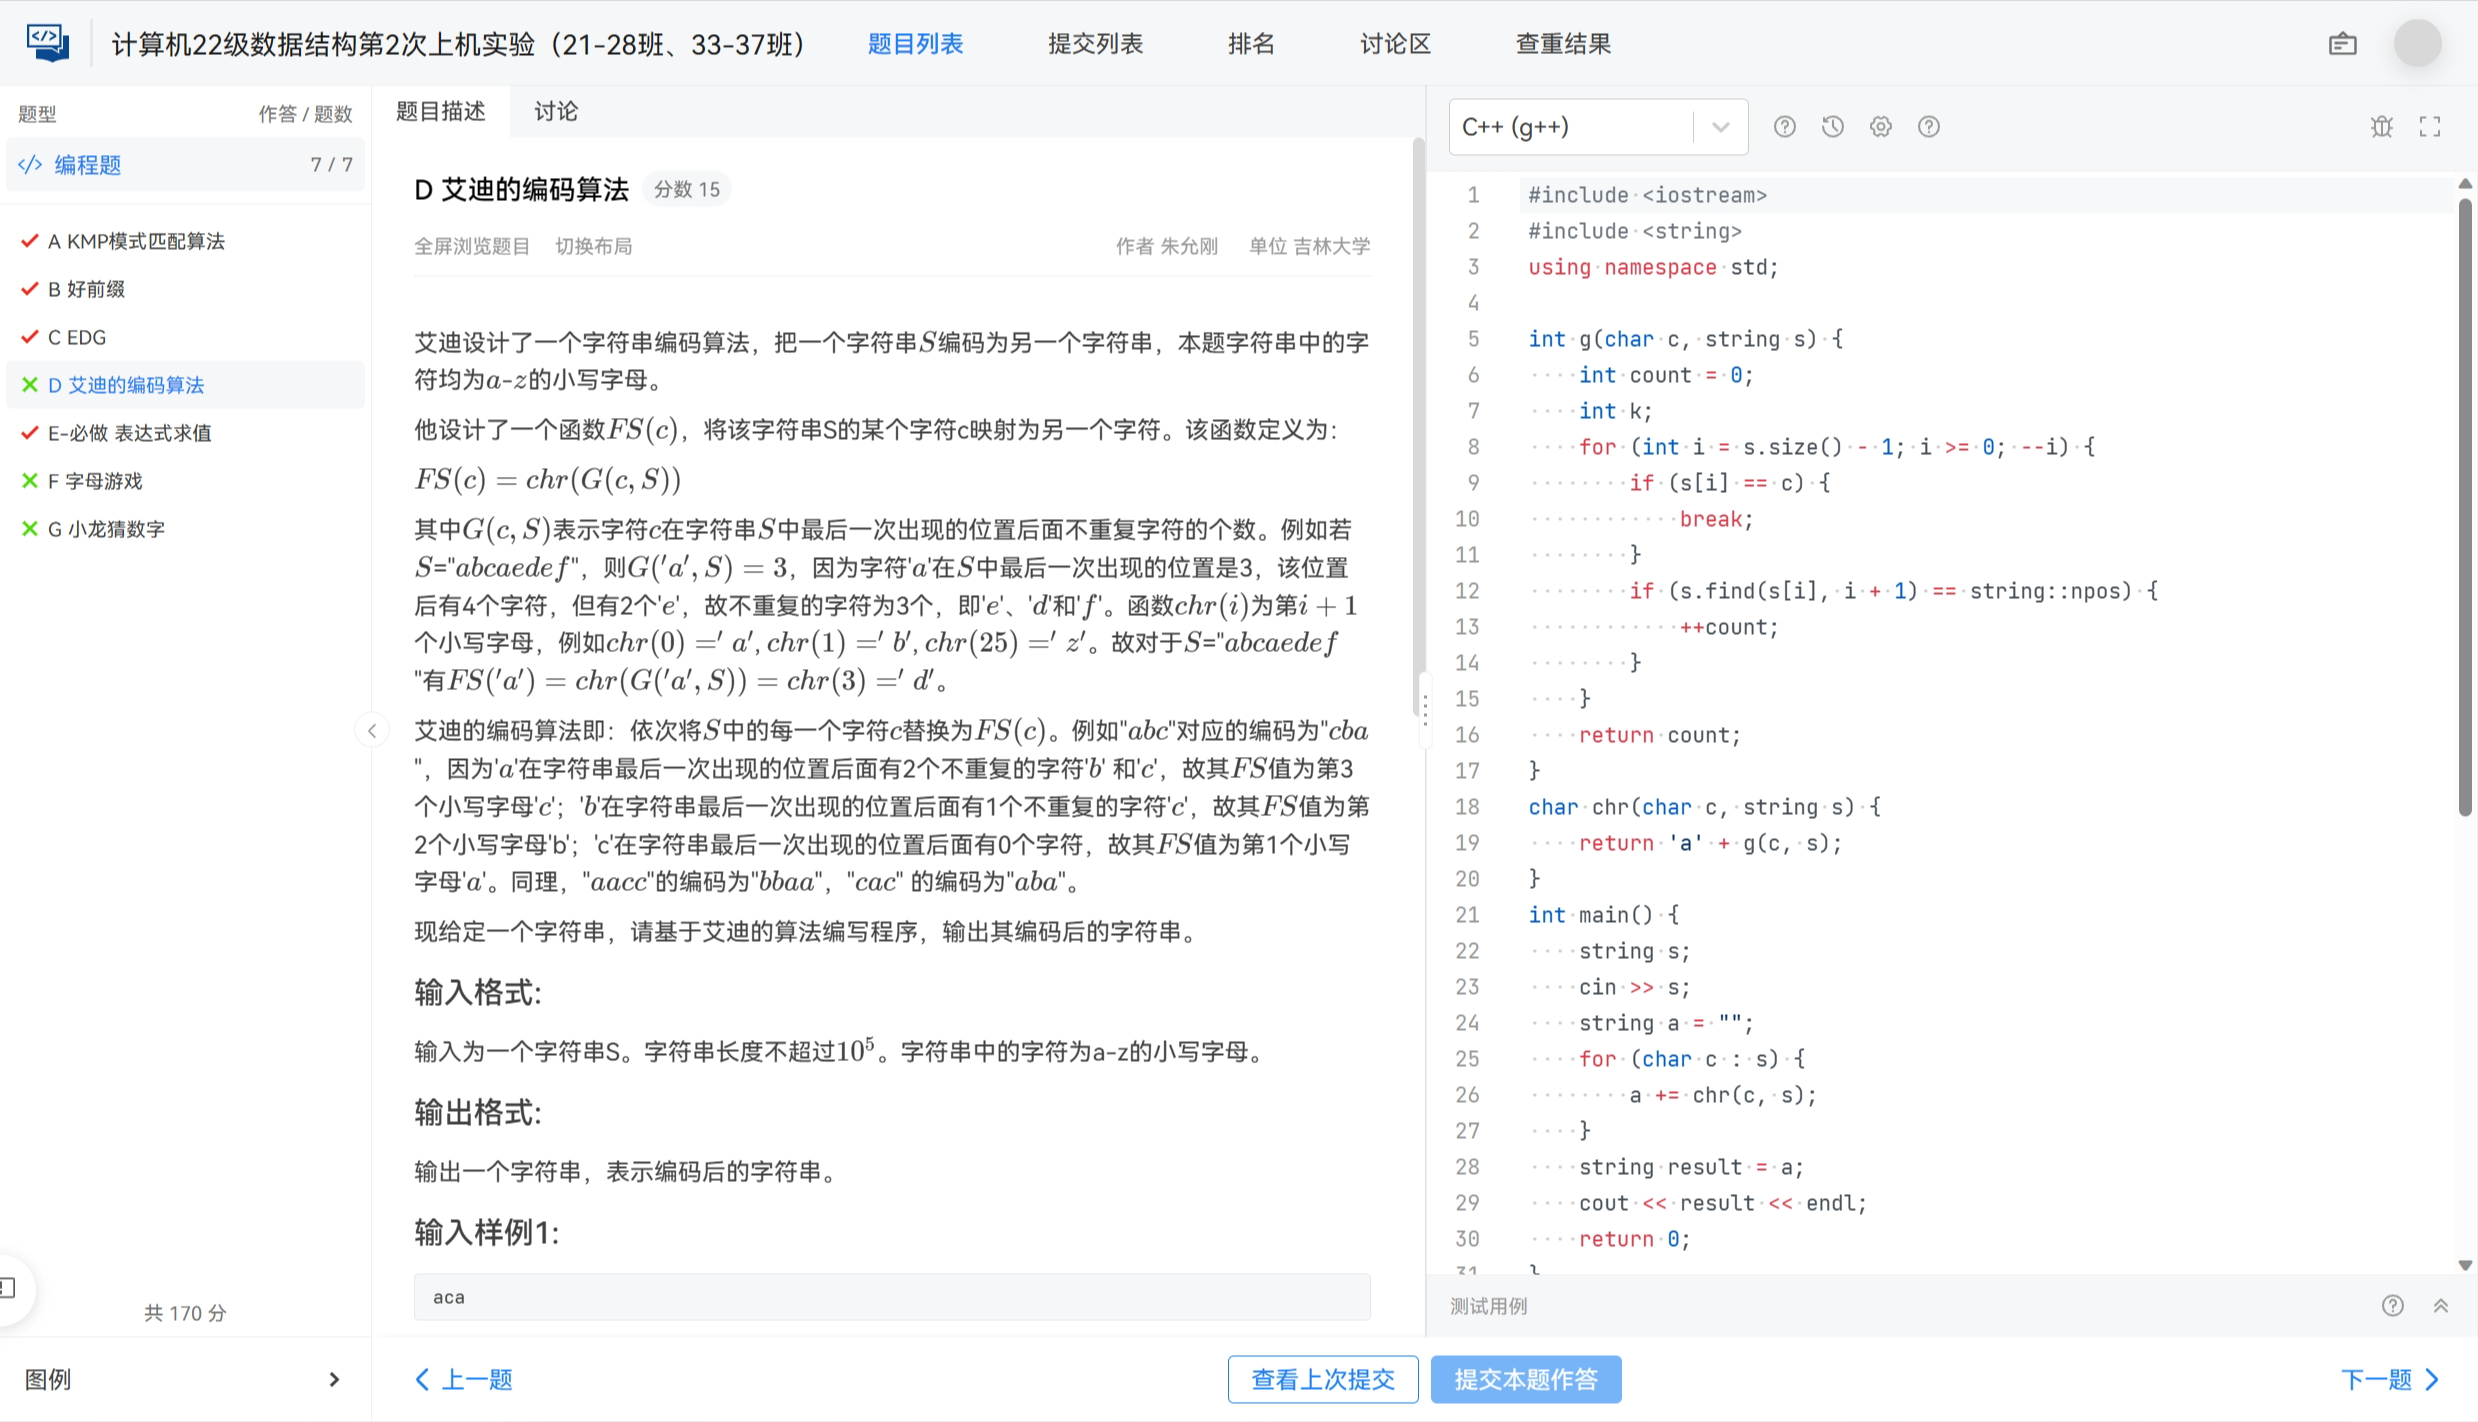 计算机22级数据结构第2次上机实验（21-28班、33-37班）
题目列表
提交列表
排名
讨论区
查重结果
题型
作答 / 题数
</> 编程题
7 / 7
A KMP模式匹配算法
B 好前缀
C EDG
D 艾迪的编码算法
E-必做 表达式求值
F 字母游戏
G 小龙猜数字
共 170 分
图例
题目描述
讨论
D 艾迪的编码算法
分数 15
全屏浏览题目
切换布局
作者 朱允刚
单位 吉林大学
艾迪设计了一个字符串编码算法，把一个字符串S编码为另一个字符串，本题字符串中的字
符均为a-z的小写字母。
他设计了一个函数FS(c)，将该字符串S的某个字符c映射为另一个字符。该函数定义为：
FS(c) = chr(G(c, S))
其中G(c, S)表示字符c在字符串S中最后一次出现的位置后面不重复字符的个数。例如若
S="abcaedef"，则G('a', S) = 3，因为字符'a'在S中最后一次出现的位置是3，该位置
后有4个字符，但有2个'e'，故不重复的字符为3个，即'e'、'd'和'f'。函数chr(i)为第i + 1
个小写字母，例如chr(0) =' a', chr(1) =' b', chr(25) =' z'。故对于S="abcaedef
"有FS('a') = chr(G('a', S)) = chr(3) =' d'。
艾迪的编码算法即：依次将S中的每一个字符c替换为FS(c)。例如"abc"对应的编码为"cba
"，因为'a'在字符串最后一次出现的位置后面有2个不重复的字符'b' 和'c'，故其FS值为第3
个小写字母'c'；'b'在字符串最后一次出现的位置后面有1个不重复的字符'c'，故其FS值为第
2个小写字母'b'；'c'在字符串最后一次出现的位置后面有0个字符，故其FS值为第1个小写
字母'a'。同理，"aacc"的编码为"bbaa"，"cac" 的编码为"aba"。
现给定一个字符串，请基于艾迪的算法编写程序，输出其编码后的字符串。
输入格式:
输入为一个字符串S。字符串长度不超过10⁵。字符串中的字符为a-z的小写字母。
输出格式:
输出一个字符串，表示编码后的字符串。
输入样例1:
aca
上一题
查看上次提交
提交本题作答
下一题
C++ (g++)
1 #include <iostream>
2 #include <string>
3 using namespace std;
4
5 int g(char c, string s) {
6     int count = 0;
7     int k;
8     for (int i = s.size() - 1; i >= 0; --i) {
9         if (s[i] == c) {
10             break;
11         }
12         if (s.find(s[i], i + 1) == string::npos) {
13             ++count;
14         }
15     }
16     return count;
17 }
18 char chr(char c, string s) {
19     return 'a' + g(c, s);
20 }
21 int main() {
22     string s;
23     cin >> s;
24     string a = "";
25     for (char c : s) {
26         a += chr(c, s);
27     }
28     string result = a;
29     cout << result << endl;
30     return 0;
31 }
测试用例